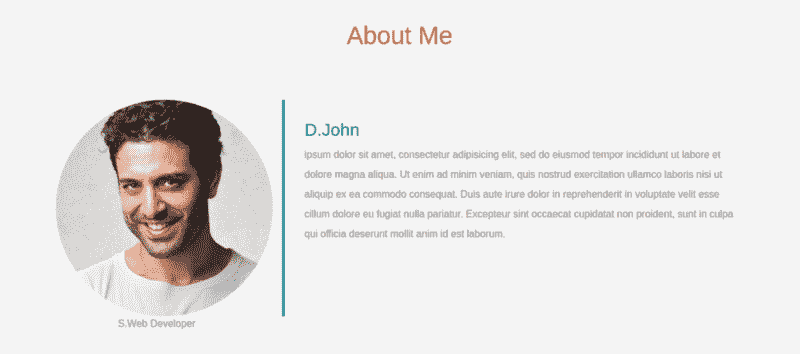 About Me
D.John
ipsum dolor sit amet, consectetur adipisicing elit, sed do eiusmod tempor incididunt ut labore et
dolore magna aliqua. Ut enim ad minim veniam, quis nostrud exercitation ullamco laboris nisi ut
aliquip ex ea commodo consequat. Duis aute irure dolor in reprehenderit in voluptate velit esse
cillum dolore eu fugiat nulla pariatur. Excepteur sint occaecat cupidatat non proident, sunt in culpa
qui officia deserunt mollit anim id est laborum.
S.Web Developer